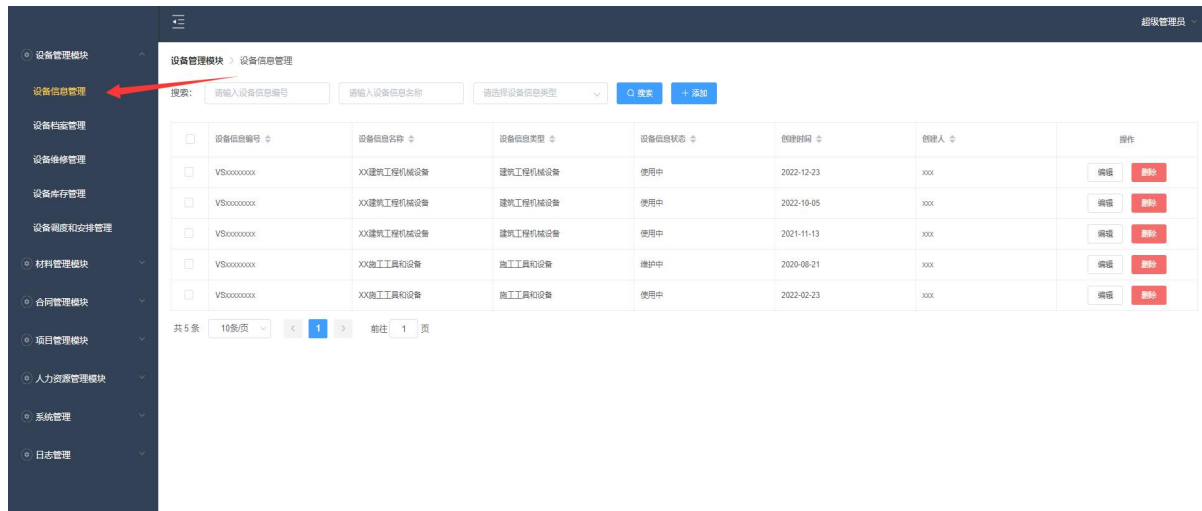 超级管理员
设备管理模块
设备信息管理
设备档案管理
设备维修管理
设备库存管理
设备调度和安排管理
材料管理模块
合同管理模块
项目管理模块
人力资源管理模块
系统管理
日志管理
设备管理模块 > 设备信息管理
搜索: 请输入设备信息编号 请输入设备信息名称 请选择设备信息类型 搜索 + 添加
设备信息编号 设备信息名称 设备信息类型 设备信息状态 创建时间 创建人 操作
VSxxxxxxxx XX建筑工程机械设备 建筑工程机械设备 使用中 2022-12-23 xxx 编辑 删除
VSxxxxxxxx XX建筑工程机械设备 建筑工程机械设备 使用中 2022-10-05 xxx 编辑 删除
VSxxxxxxxx XX建筑工程机械设备 建筑工程机械设备 使用中 2021-11-13 xxx 编辑 删除
VSxxxxxxxx XX施工工具和设备 施工工具和设备 维护中 2020-08-21 xxx 编辑 删除
VSxxxxxxxx XX施工工具和设备 施工工具和设备 使用中 2022-02-23 xxx 编辑 删除
共 5 条 10条/页 < 1 > 前往 1 页